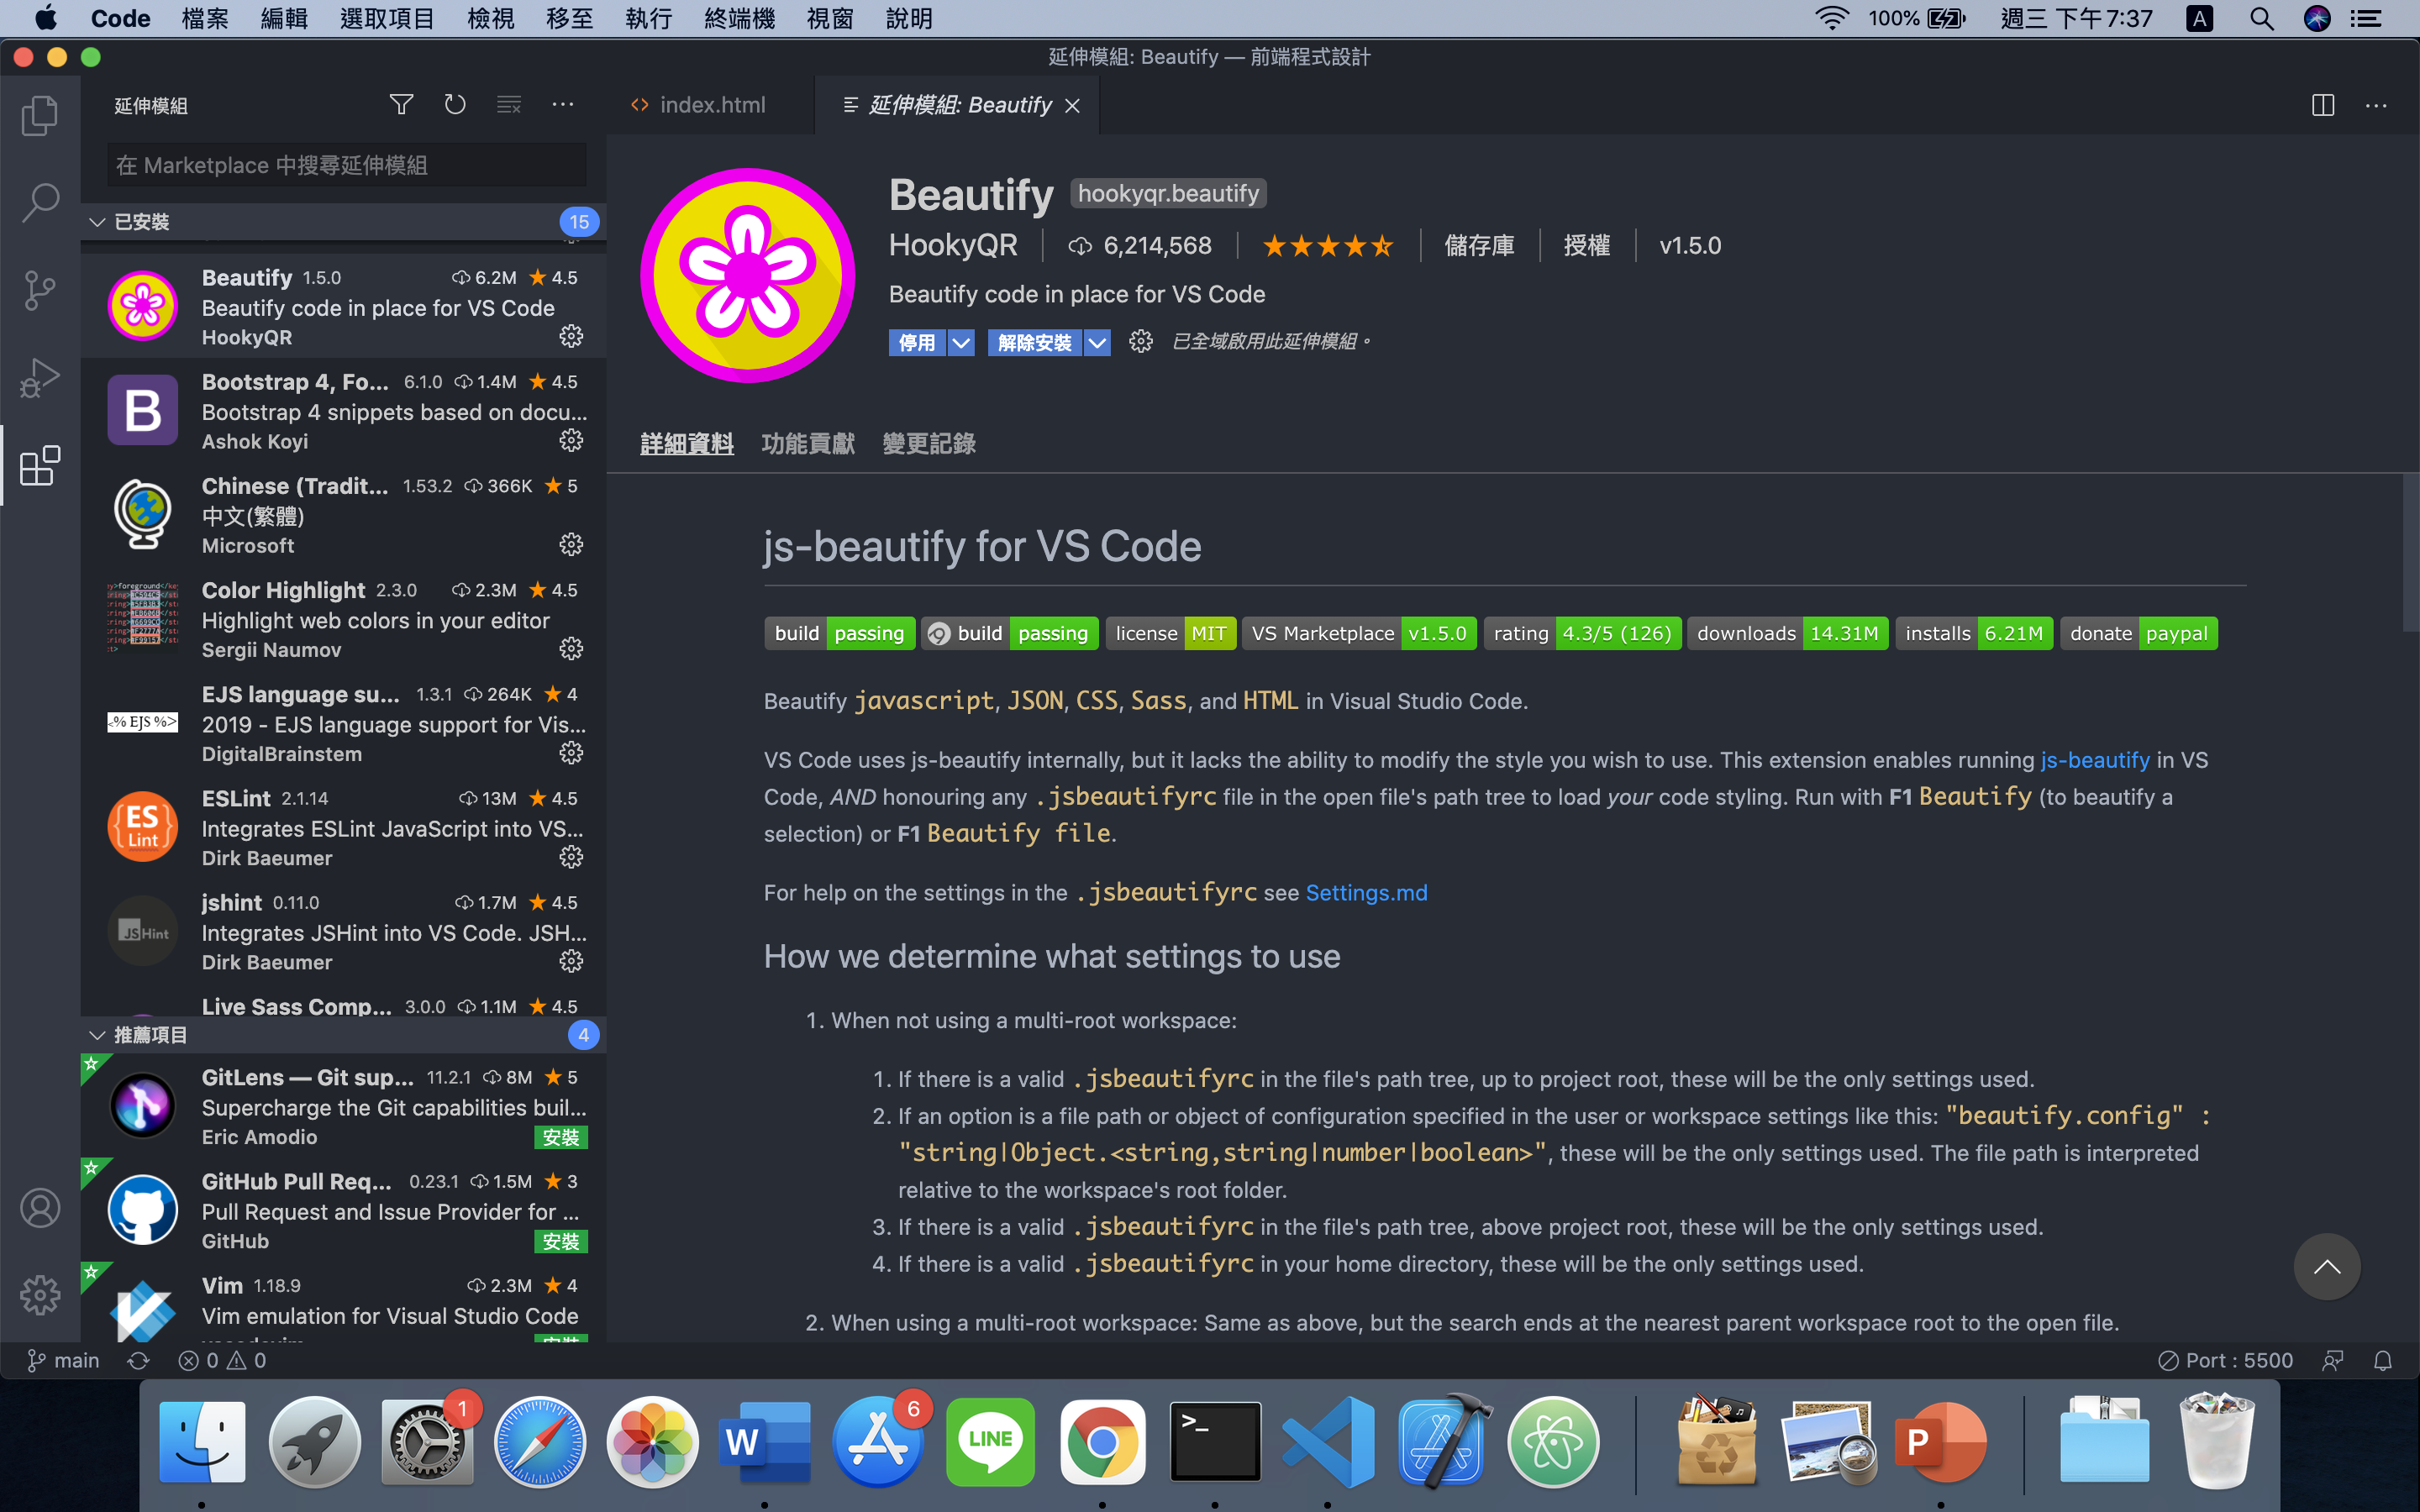 Code 檔案 編輯 選取項目 檢視 移至 執行 終端機 視窗 說明 100% 週三 下午7:37 A
延伸模組: Beautify — 前端程式設計
延伸模組
index.html
延伸模組: Beautify
在 Marketplace 中搜尋延伸模組
已安裝 15
Beautify 1.5.0 6.2M 4.5
Beautify code in place for VS Code
HookyQR
Bootstrap 4, Fo... 6.1.0 1.4M 4.5
Bootstrap 4 snippets based on docu...
Ashok Koyi
Chinese (Tradit... 1.53.2 366K 5
中文(繁體)
Microsoft
Color Highlight 2.3.0 2.3M 4.5
Highlight web colors in your editor
Sergii Naumov
<% EJS %>
EJS language su... 1.3.1 264K 4
2019 - EJS language support for Vis...
DigitalBrainstem
ES
Lint
ESLint 2.1.14 13M 4.5
Integrates ESLint JavaScript into VS...
Dirk Baeumer
JSHint
jshint 0.11.0 1.7M 4.5
Integrates JSHint into VS Code. JSH...
Dirk Baeumer
Live Sass Comp... 3.0.0 1.1M 4.5
推薦項目 4
GitLens — Git sup... 11.2.1 8M 5
Supercharge the Git capabilities buil...
Eric Amodio 安裝
GitHub Pull Req... 0.23.1 1.5M 3
Pull Request and Issue Provider for ...
GitHub 安裝
Vim 1.18.9 2.3M 4
Vim emulation for Visual Studio Code
Beautify hookyqr.beautify
HookyQR 6,214,568 儲存庫 授權 v1.5.0
Beautify code in place for VS Code
停用 解除安裝 已全域啟用此延伸模組。
詳細資料 功能貢獻 變更記錄
js-beautify for VS Code
build passing build passing license MIT VS Marketplace v1.5.0 rating 4.3/5 (126) downloads 14.31M installs 6.21M donate paypal
Beautify javascript, JSON, CSS, Sass, and HTML in Visual Studio Code.
VS Code uses js-beautify internally, but it lacks the ability to modify the style you wish to use. This extension enables running js-beautify in VS
Code, AND honouring any .jsbeautifyrc file in the open file's path tree to load your code styling. Run with F1 Beautify (to beautify a
selection) or F1 Beautify file.
For help on the settings in the .jsbeautifyrc see Settings.md
How we determine what settings to use
1. When not using a multi-root workspace:
1. If there is a valid .jsbeautifyrc in the file's path tree, up to project root, these will be the only settings used.
2. If an option is a file path or object of configuration specified in the user or workspace settings like this: "beautify.config" :
"string|Object.<string,string|number|boolean>", these will be the only settings used. The file path is interpreted
relative to the workspace's root folder.
3. If there is a valid .jsbeautifyrc in the file's path tree, above project root, these will be the only settings used.
4. If there is a valid .jsbeautifyrc in your home directory, these will be the only settings used.
2. When using a multi-root workspace: Same as above, but the search ends at the nearest parent workspace root to the open file.
main 0 0 Port : 5500
1 W 6 LINE >_ P